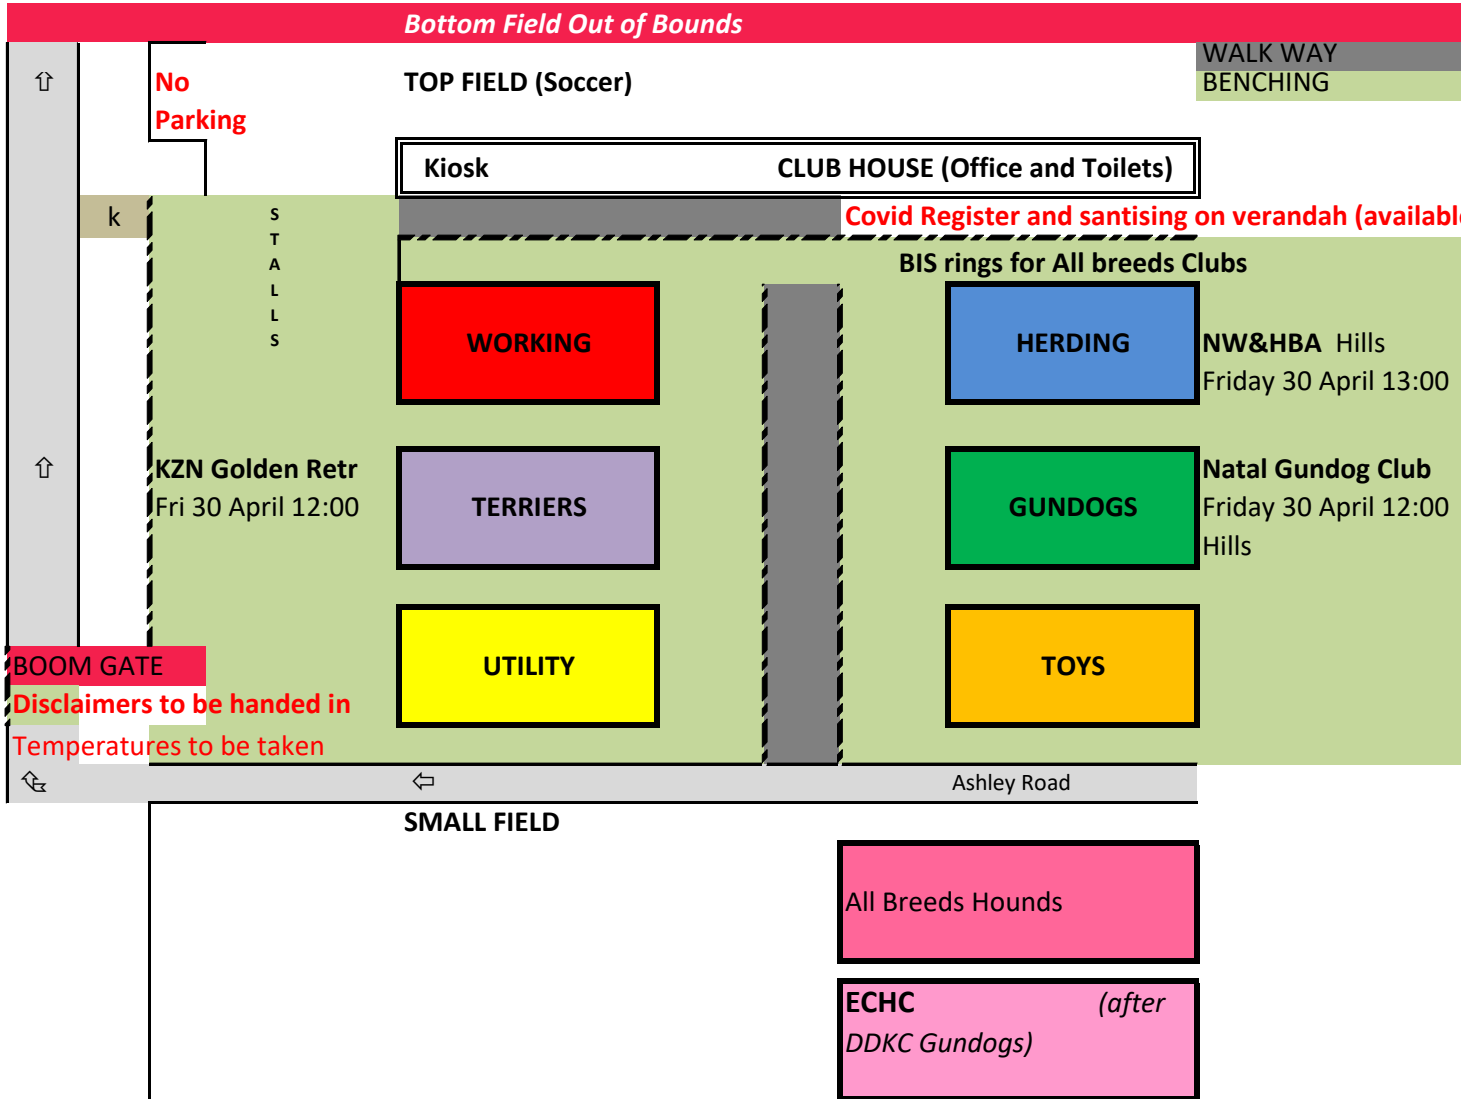 Bottom Field Out of Bounds
WALK WAY
⇧ No TOP FIELD (Soccer) BENCHING
Parking
Kiosk CLUB HOUSE (Office and Toilets)
k
STALLS
Covid Register and santising on verandah (available
BIS rings for All breeds Clubs
WORKING
HERDING
NW&HBA Hills
Friday 30 April 13:00
⇧
KZN Golden Retr
Fri 30 April 12:00
TERRIERS
GUNDOGS
Natal Gundog Club
Friday 30 April 12:00
Hills
BOOM GATE
UTILITY
TOYS
Disclaimers to be handed in
Temperatures to be taken
⇦ Ashley Road
SMALL FIELD
All Breeds Hounds
ECHC (after
DDKC Gundogs)